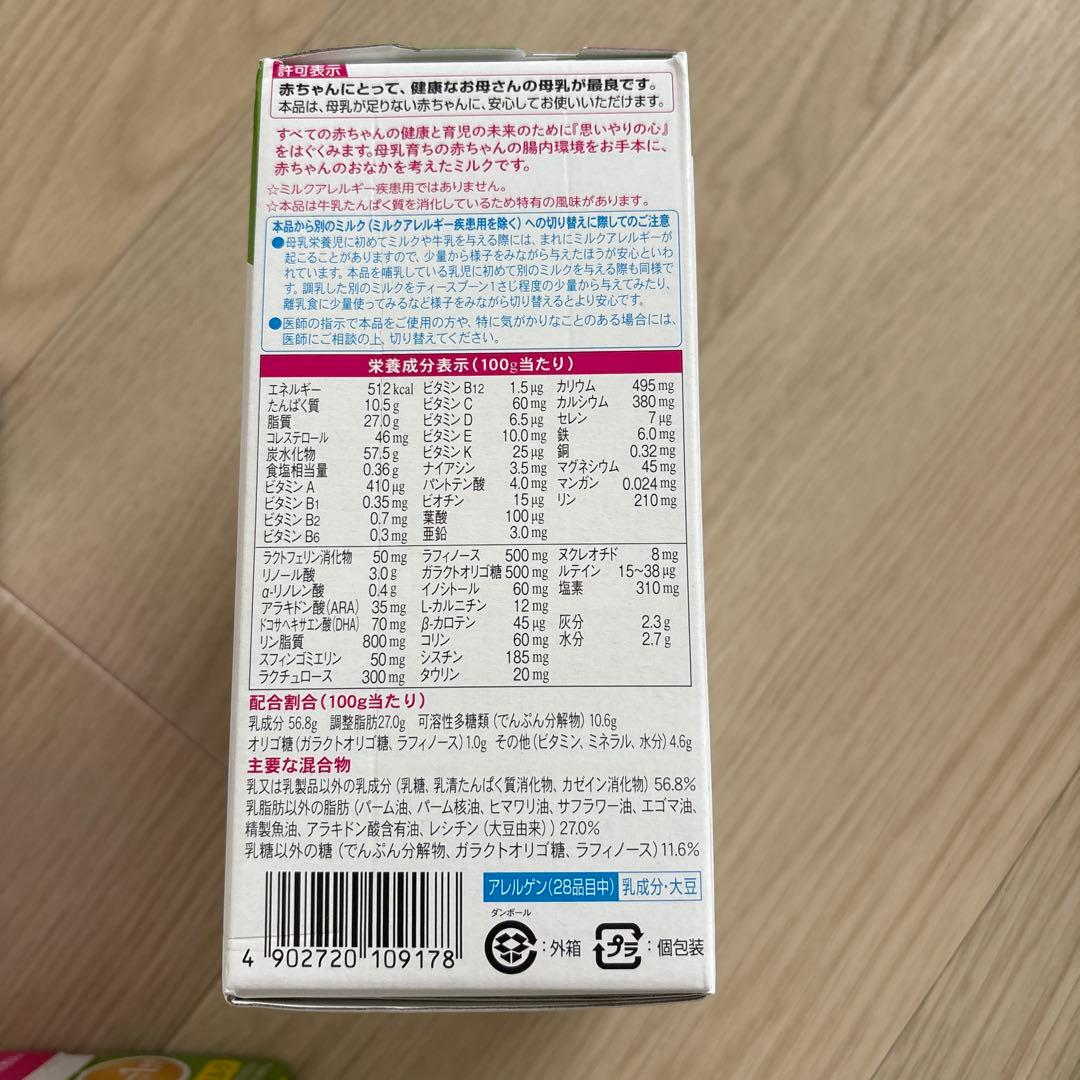 許可表示
赤ちゃんにとって、健康なお母さんの母乳が最良です。
本品は、母乳が足りない赤ちゃんに、安心してお使いいただけます。
すべての赤ちゃんの健康と育児の未来のために『思いやりの心』
をはぐくみます。母乳育ちの赤ちゃんの腸内環境をお手本に、
赤ちゃんのおなかを考えたミルクです。
☆ミルクアレルギー疾患用ではありません。
☆本品は牛乳たんぱく質を消化しているため特有の風味があります。
本品から別のミルク(ミルクアレルギー疾患用を除く)への切り替えに際してのご注意
●母乳栄養児に初めてミルクや牛乳を与える際には、まれにミルクアレルギーが
起こることがありますので、少量から様子をみながら与えたほうが安心といわ
れています。本品を哺乳している乳児に初めて別のミルクを与える際も同様で
す。調乳した別のミルクをティースプーン1さじ程度の少量から与えてみたり、
離乳食に少量使ってみるなど様子をみながら切り替えるとより安心です。
●医師の指示で本品をご使用の方や、特に気がかりなことのある場合には、
医師にご相談の上、切り替えてください。
栄養成分表示(100g当たり)
エネルギー 512kcal ビタミンB12 1.5μg カリウム 495mg
たんぱく質 10.5g ビタミンC 60mg カルシウム 380mg
脂質 27.0g ビタミンD 6.5μg セレン 7μg
コレステロール 46mg ビタミンE 10.0mg 鉄 6.0mg
炭水化物 57.5g ビタミンK 25μg 銅 0.32mg
食塩相当量 0.36g ナイアシン 3.5mg マグネシウム 45mg
ビタミンA 410μg パントテン酸 4.0mg マンガン 0.024mg
ビタミンB1 0.35mg ビオチン 15μg リン 210mg
ビタミンB2 0.7mg 葉酸 100μg
ビタミンB6 0.3mg 亜鉛 3.0mg
ラクトフェリン消化物 50mg ラフィノース 500mg ヌクレオチド 8mg
リノール酸 3.0g ガラクトオリゴ糖 500mg ルテイン 15~38μg
α-リノレン酸 0.4g イノシトール 60mg 塩素 310mg
アラキドン酸(ARA) 35mg L-カルニチン 12mg
ドコサヘキサエン酸(DHA) 70mg β-カロテン 45μg 灰分 2.3g
リン脂質 800mg コリン 60mg 水分 2.7g
スフィンゴミエリン 50mg シスチン 185mg
ラクチュロース 300mg タウリン 20mg
配合割合(100g当たり)
乳成分 56.8g 調整脂肪27.0g 可溶性多糖類(でんぷん分解物)10.6g
オリゴ糖(ガラクトオリゴ糖、ラフィノース)1.0g その他(ビタミン、ミネラル、水分)4.6g
主要な混合物
乳又は乳製品以外の乳成分(乳糖、乳清たんぱく質消化物、カゼイン消化物)56.8%
乳脂肪以外の脂肪(パーム油、パーム核油、ヒマワリ油、サフラワー油、エゴマ油、
精製魚油、アラキドン酸含有油、レシチン(大豆由来))27.0%
乳糖以外の糖(でんぷん分解物、ガラクトオリゴ糖、ラフィノース)11.6%
アレルゲン(28品目中) 乳成分・大豆
ダンボール
:外箱 プラ :個包装
4 902720 109178